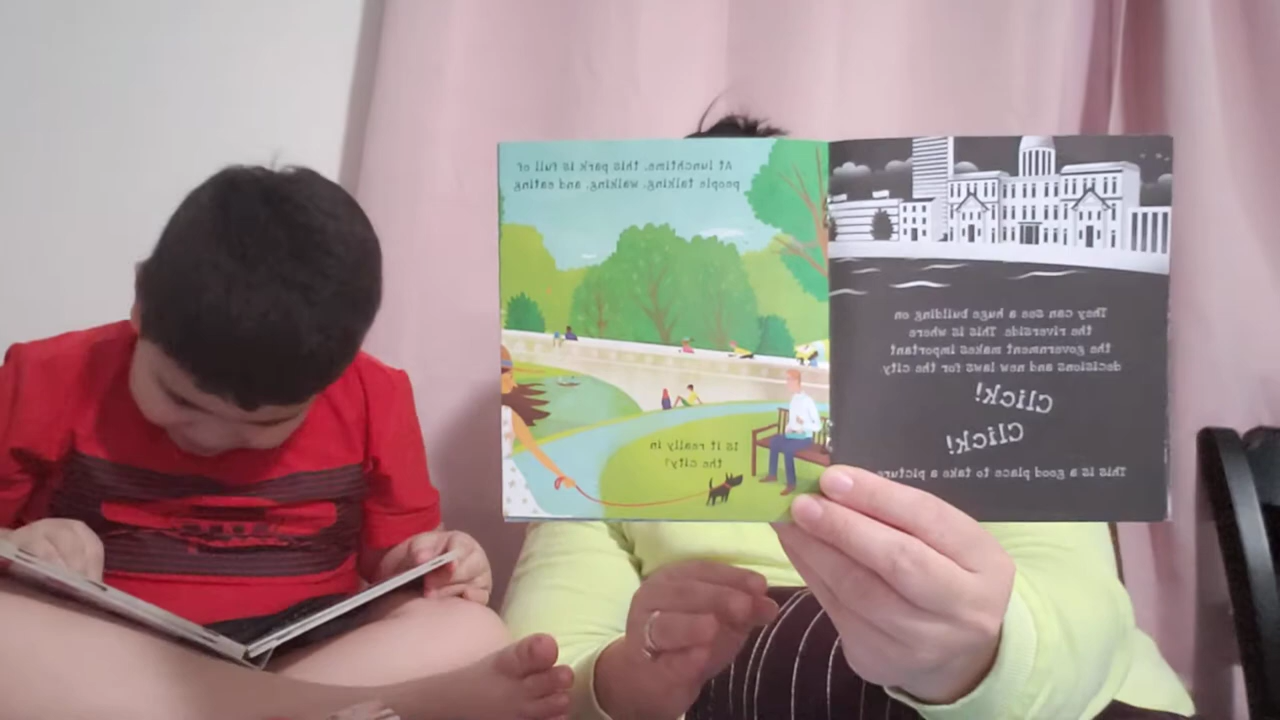 They can see a huge building on
the riverside. This is where
the government makes important
decisions and new laws for the city
Click!
Click!
This is a good place to take a picture
At lunchtime, this park is full of
people talking, walking, and eating
Is it really in
the city?